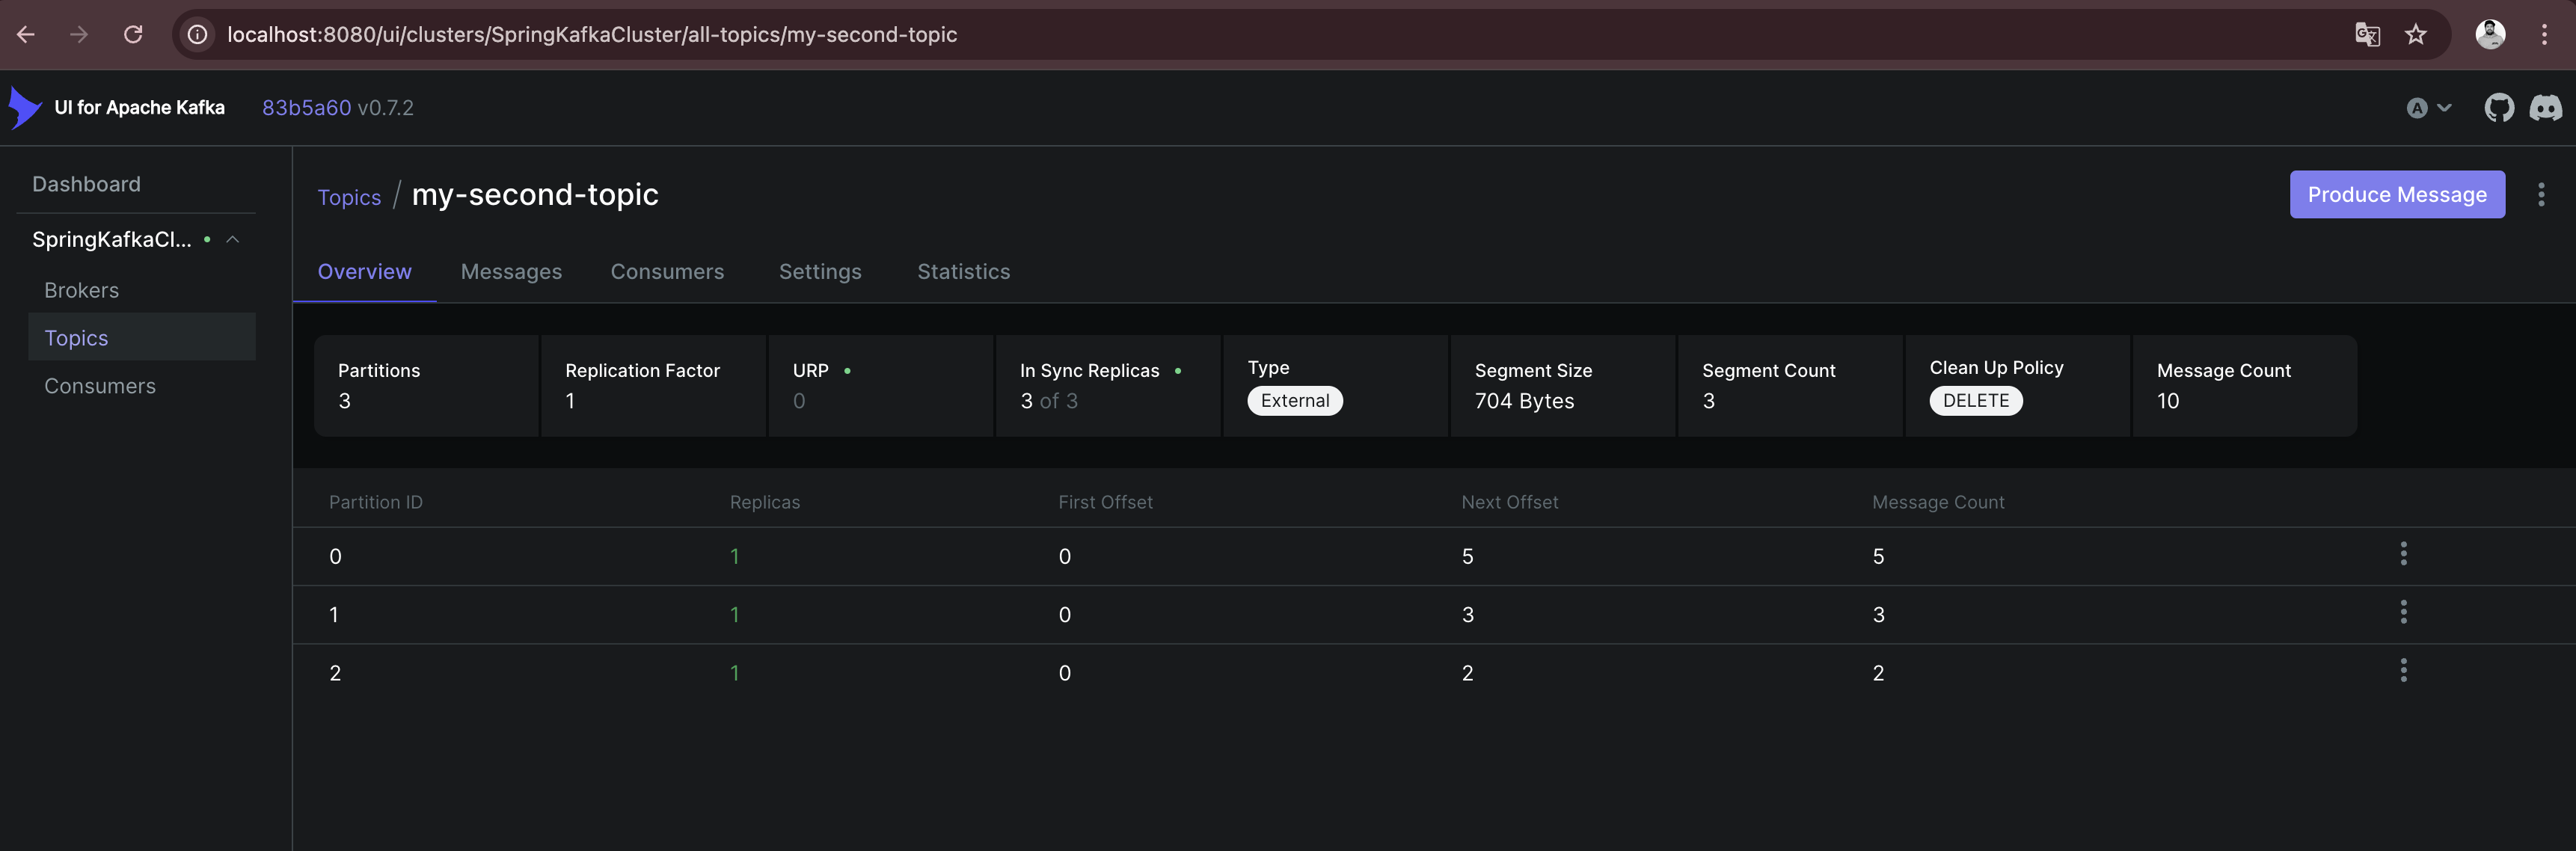 localhost:8080/ui/clusters/SpringKafkaCluster/all-topics/my-second-topic
UI for Apache Kafka 83b5a60 v0.7.2 A
Dashboard
SpringKafkaCl...
Brokers
Topics
Consumers
Topics / my-second-topic
Produce Message
Overview Messages Consumers Settings Statistics
Partitions Replication Factor URP In Sync Replicas Type Segment Size Segment Count Clean Up Policy Message Count
3 1 0 3 of 3 External 704 Bytes 3 DELETE 10
Partition ID Replicas First Offset Next Offset Message Count
0 1 0 5 5
1 1 0 3 3
2 1 0 2 2